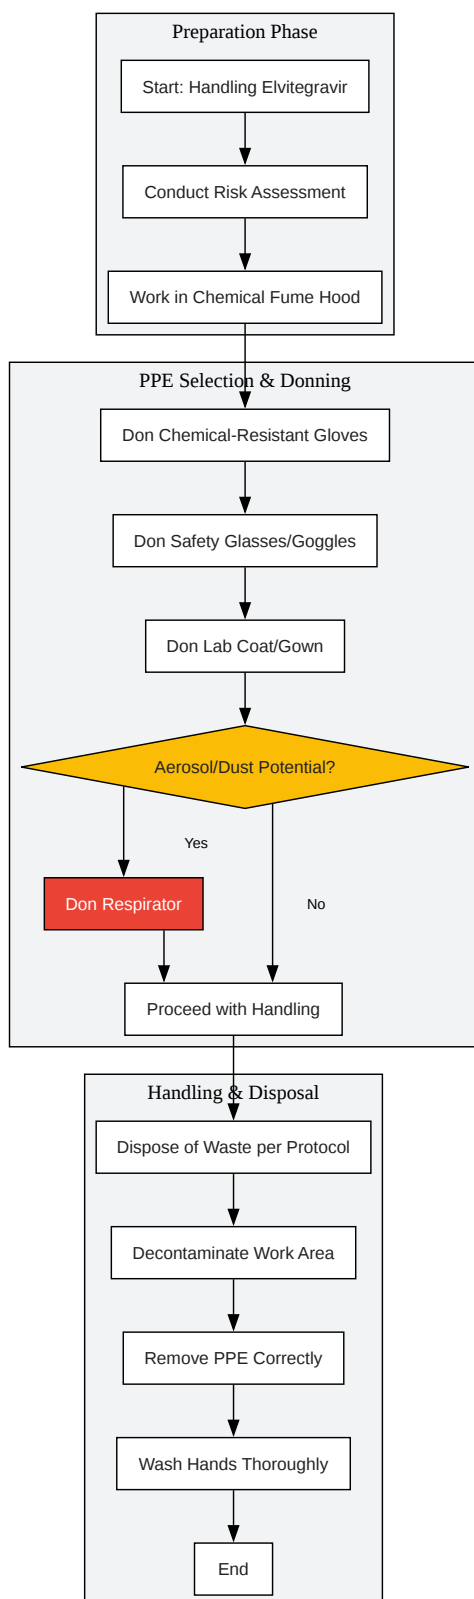 Preparation Phase
Start: Handling Elvitegravir
Conduct Risk Assessment
Work in Chemical Fume Hood
PPE Selection & Donning
Don Chemical-Resistant Gloves
Don Safety Glasses/Goggles
Don Lab Coat/Gown
Aerosol/Dust Potential?
Yes
Don Respirator
No
Proceed with Handling
Handling & Disposal
Dispose of Waste per Protocol
Decontaminate Work Area
Remove PPE Correctly
Wash Hands Thoroughly
End